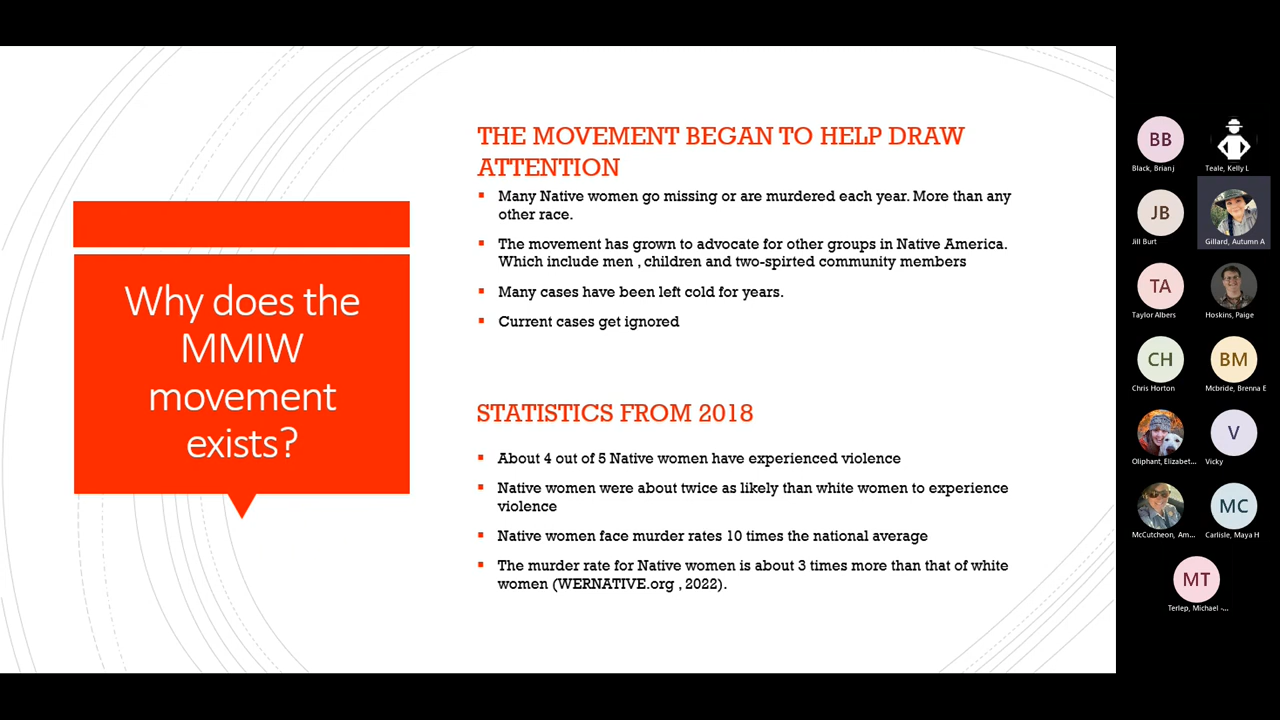 Why does the
MMIW
movement
exists?
THE MOVEMENT BEGAN TO HELP DRAW
ATTENTION
Many Native women go missing or are murdered each year. More than any
other race.
The movement has grown to advocate for other groups in Native America.
Which include men , children and two-spirted community members
Many cases have been left cold for years.
Current cases get ignored
STATISTICS FROM 2018
About 4 out of 5 Native women have experienced violence
Native women were about twice as likely than white women to experience
violence
Native women face murder rates 10 times the national average
The murder rate for Native women is about 3 times more than that of white
women (WERNATIVE.org , 2022).
BB
Black, Brian j
Teale, Kelly L
JB
Jill Burt
Gillard, Autumn A
TA
Taylor Albers
Hoskins, Paige
CH
Chris Horton
BM
Mcbride, Brenna E
Oliphant, Elizabet...
V
Vicky
McCutcheon, Am...
MC
Carlisle, Maya H
MT
Terlep, Michael -...